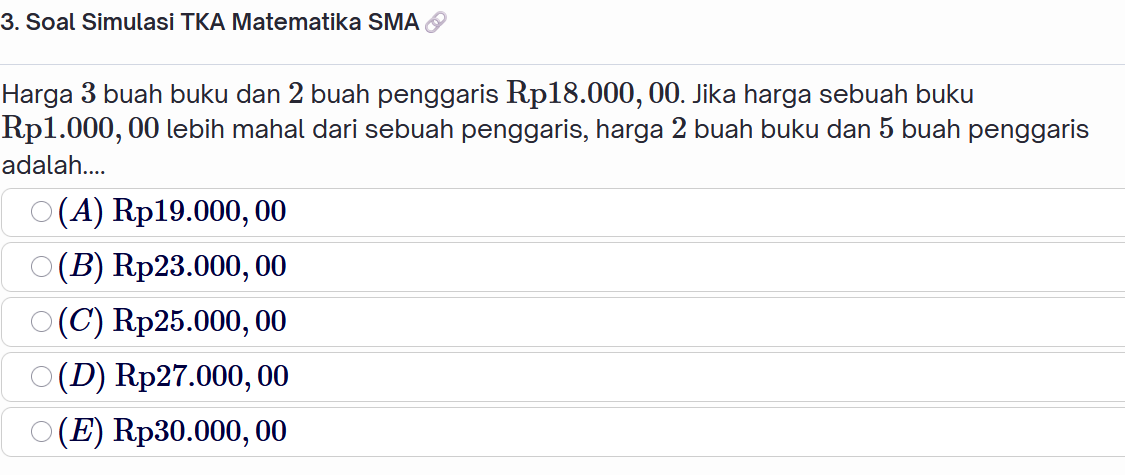 3. Soal Simulasi TKA Matematika SMA
Harga 3 buah buku dan 2 buah penggaris Rp18.000, 00. Jika harga sebuah buku
Rp1.000, 00 lebih mahal dari sebuah penggaris, harga 2 buah buku dan 5 buah penggaris
adalah....
(A) Rp19.000, 00
(B) Rp23.000, 00
(C) Rp25.000, 00
(D) Rp27.000, 00
(E) Rp30.000, 00